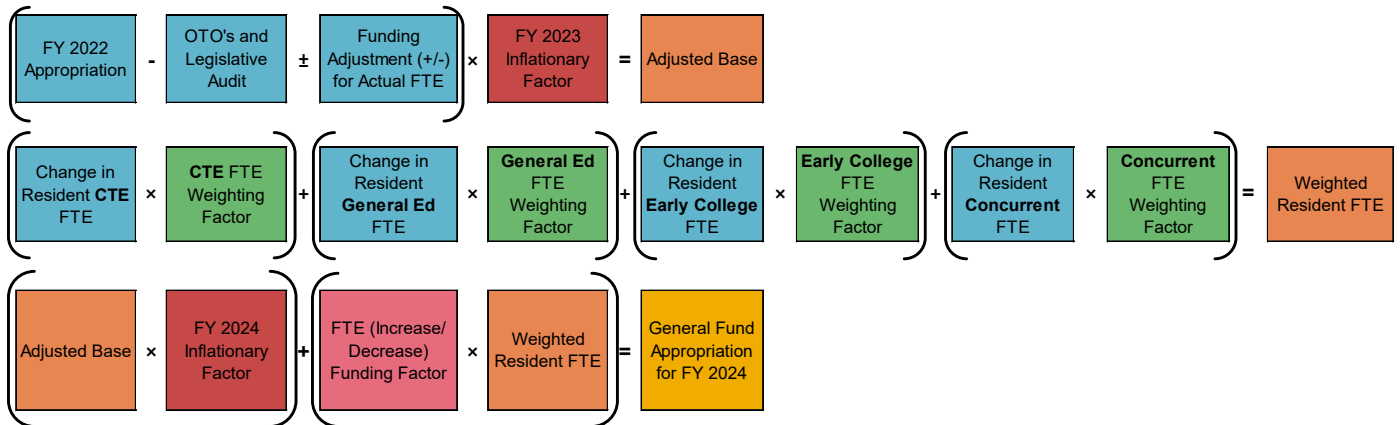 FY 2022
Appropriation
-
OTO's and
Legislative
Audit
±
Funding
Adjustment (+/-)
for Actual FTE
×
FY 2023
Inflationary
Factor
=
Adjusted Base
Change in
Resident CTE
FTE
×
CTE FTE
Weighting
Factor
+
Change in
Resident
General Ed
FTE
×
General Ed
FTE
Weighting
Factor
+
Change in
Resident
Early College
FTE
×
Early College
FTE
Weighting
Factor
+
Change in
Resident
Concurrent
FTE
×
Concurrent
FTE
Weighting
Factor
=
Weighted
Resident FTE
Adjusted Base
×
FY 2024
Inflationary
Factor
+
FTE (Increase/
Decrease)
Funding Factor
×
Weighted
Resident FTE
=
General Fund
Appropriation
for FY 2024